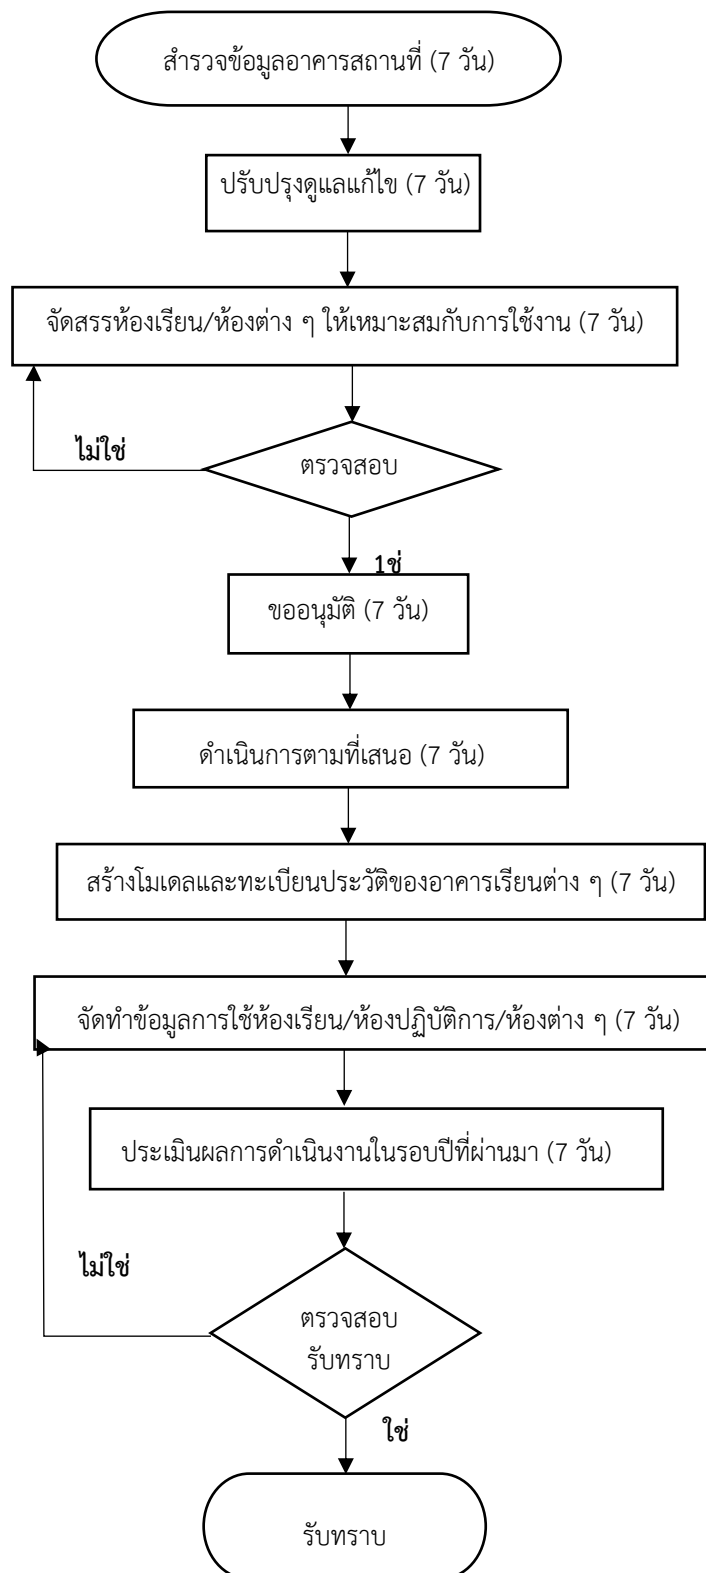 สำรวจข้อมูลอาคารสถานที่ (7 วัน)
ปรับปรุงดูแลแก้ไข (7 วัน)
จัดสรรห้องเรียน/ห้องต่าง ๆ ให้เหมาะสมกับการใช้งาน (7 วัน)
ไม่ใช่
ตรวจสอบ
1ช่
ขออนุมัติ (7 วัน)
ดำเนินการตามที่เสนอ (7 วัน)
สร้างโมเดลและทะเบียนประวัติของอาคารเรียนต่าง ๆ (7 วัน)
จัดทำข้อมูลการใช้ห้องเรียน/ห้องปฏิบัติการ/ห้องต่าง ๆ (7 วัน)
ประเมินผลการดำเนินงานในรอบปีที่ผ่านมา (7 วัน)
ไม่ใช่
ตรวจสอบ
รับทราบ
ใช่
รับทราบ